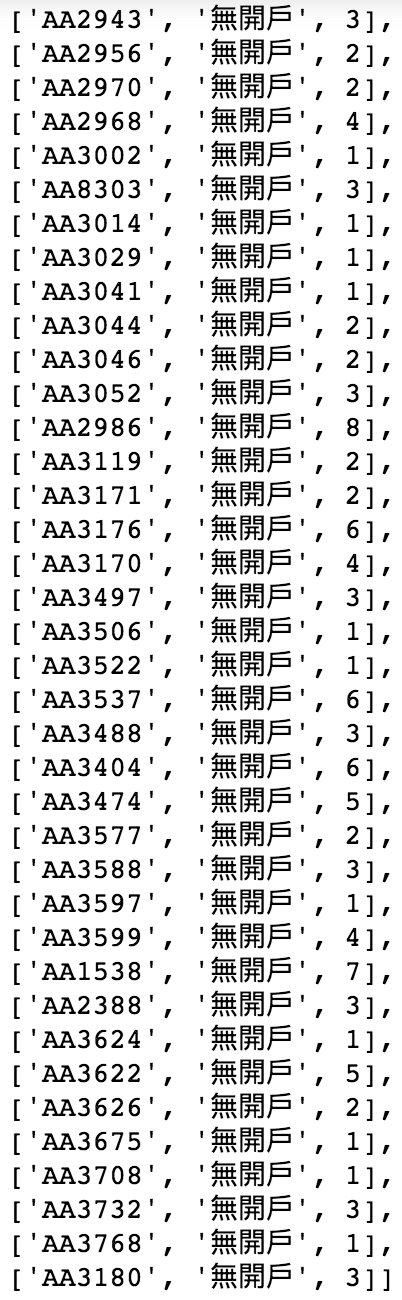 ['AA2943', '無開戶', 3],
['AA2956', '無開戶', 2],
['AA2970', '無開戶', 2],
['AA2968', '無開戶', 4],
['AA3002', '無開戶', 1],
['AA8303', '無開戶', 3],
['AA3014', '無開戶', 1],
['AA3029', '無開戶', 1],
['AA3041', '無開戶', 1],
['AA3044', '無開戶', 2],
['AA3046', '無開戶', 2],
['AA3052', '無開戶', 3],
['AA2986', '無開戶', 8],
['AA3119', '無開戶', 2],
['AA3171', '無開戶', 2],
['AA3176', '無開戶', 6],
['AA3170', '無開戶', 4],
['AA3497', '無開戶', 3],
['AA3506', '無開戶', 1],
['AA3522', '無開戶', 1],
['AA3537', '無開戶', 6],
['AA3488', '無開戶', 3],
['AA3404', '無開戶', 6],
['AA3474', '無開戶', 5],
['AA3577', '無開戶', 2],
['AA3588', '無開戶', 3],
['AA3597', '無開戶', 1],
['AA3599', '無開戶', 4],
['AA1538', '無開戶', 7],
['AA2388', '無開戶', 3],
['AA3624', '無開戶', 1],
['AA3622', '無開戶', 5],
['AA3626', '無開戶', 2],
['AA3675', '無開戶', 1],
['AA3708', '無開戶', 1],
['AA3732', '無開戶', 3],
['AA3768', '無開戶', 1],
['AA3180', '無開戶', 3]]